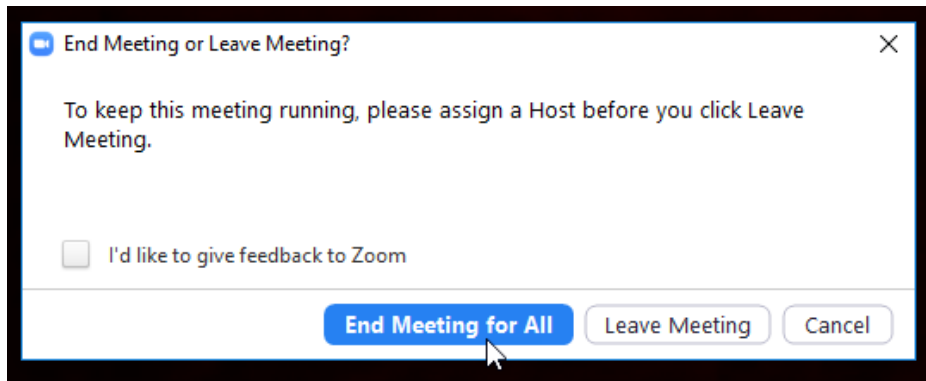 End Meeting or Leave Meeting?
To keep this meeting running, please assign a Host before you click Leave
Meeting.
I'd like to give feedback to Zoom
End Meeting for All Leave Meeting Cancel